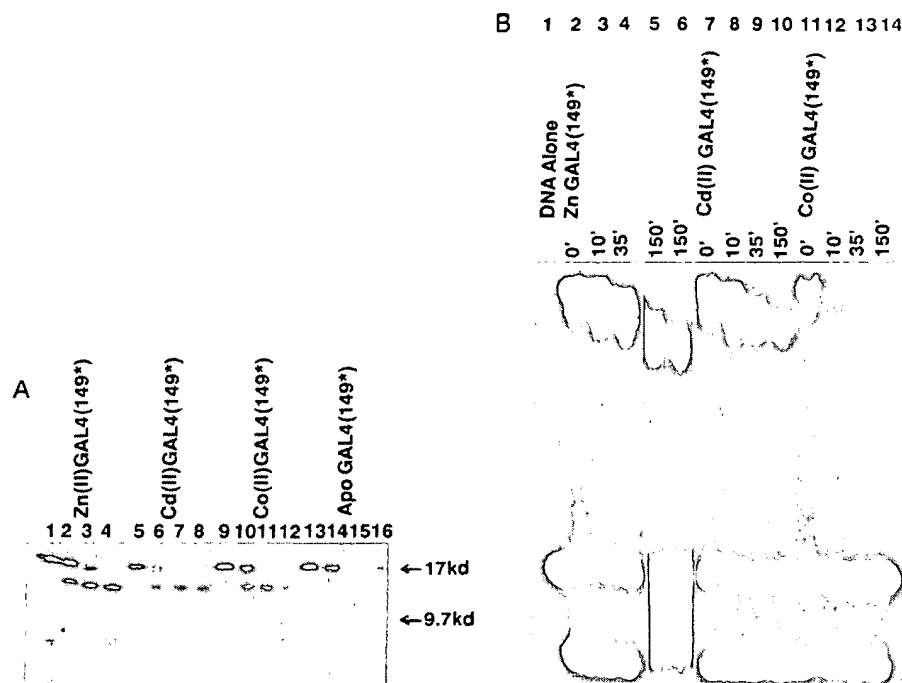 A
Zn(II)GAL4(149*)
Cd(II)GAL4(149*)
Co(II)GAL4(149*)
Apo GAL4(149*)
1 2 3 4 5 6 7 8 9 10 11 12 13 14 15 16
←17kd
←9.7kd
B 1 2 3 4 5 6 7 8 9 10 11 12 13 14
DNA Alone
Zn GAL4(149*)
Cd(II) GAL4(149*)
Co(II) GAL4(149*)
0' 10' 35' 150' 150' 0' 10' 35' 150' 0' 10' 35' 150'